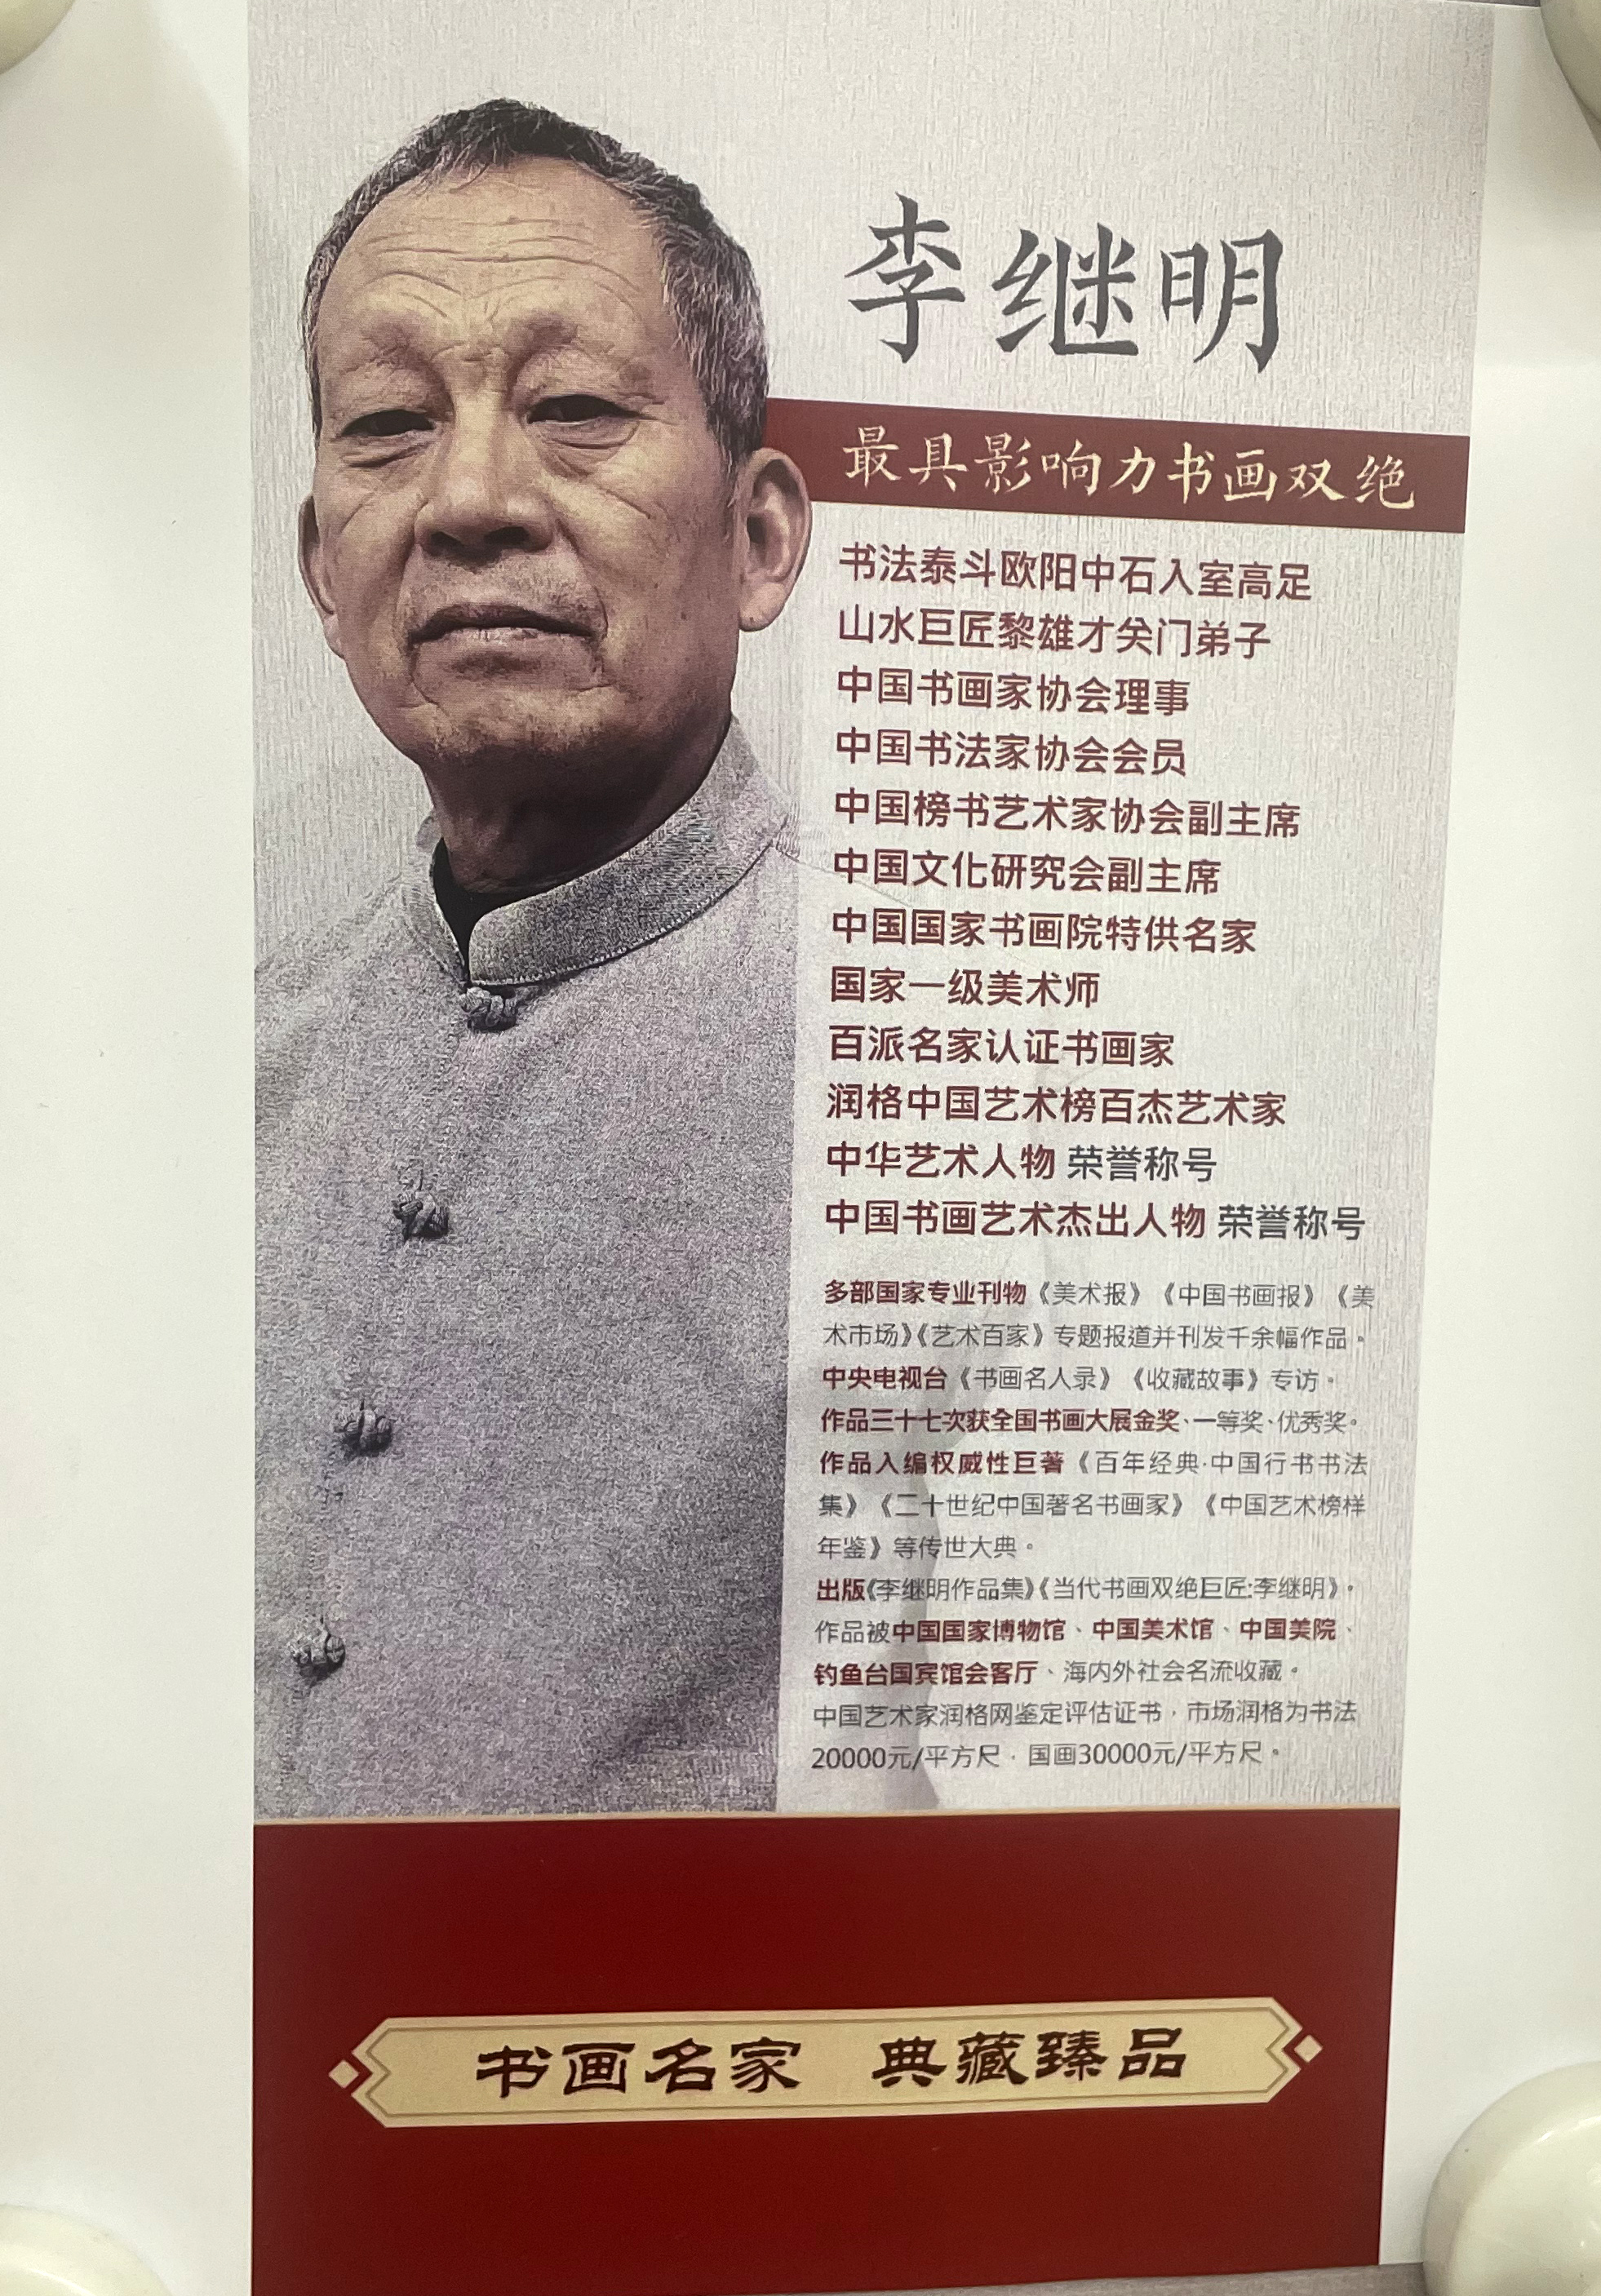 李继明
最具影响力书画双绝
书法泰斗欧阳中石入室高足
山水巨匠黎雄才关门弟子
中国书画家协会理事
中国书法家协会会员
中国榜书艺术家协会副主席
中国文化研究会副主席
中国国家书画院特供名家
国家一级美术师
百派名家认证书画家
润格中国艺术榜百杰艺术家
中华艺术人物 荣誉称号
中国书画艺术杰出人物 荣誉称号
多部国家专业刊物《美术报》《中国书画报》《美
术市场》《艺术百家》专题报道并刊发千余幅作品。
中央电视台《书画名人录》《收藏故事》专访。
作品三十七次获全国书画大展金奖、一等奖、优秀奖。
作品入编权威性巨著《百年经典·中国行书书法
集》《二十世纪中国著名书画家》《中国艺术榜样
年鉴》等传世大典。
出版《李继明作品集》《当代书画双绝巨匠:李继明》。
作品被中国国家博物馆、中国美术馆、中国美院、
钓鱼台国宾馆会客厅、海内外社会名流收藏。
中国艺术家润格网鉴定评估证书，市场润格为书法
20000元/平方尺，国画30000元/平方尺。
书画名家 典藏臻品